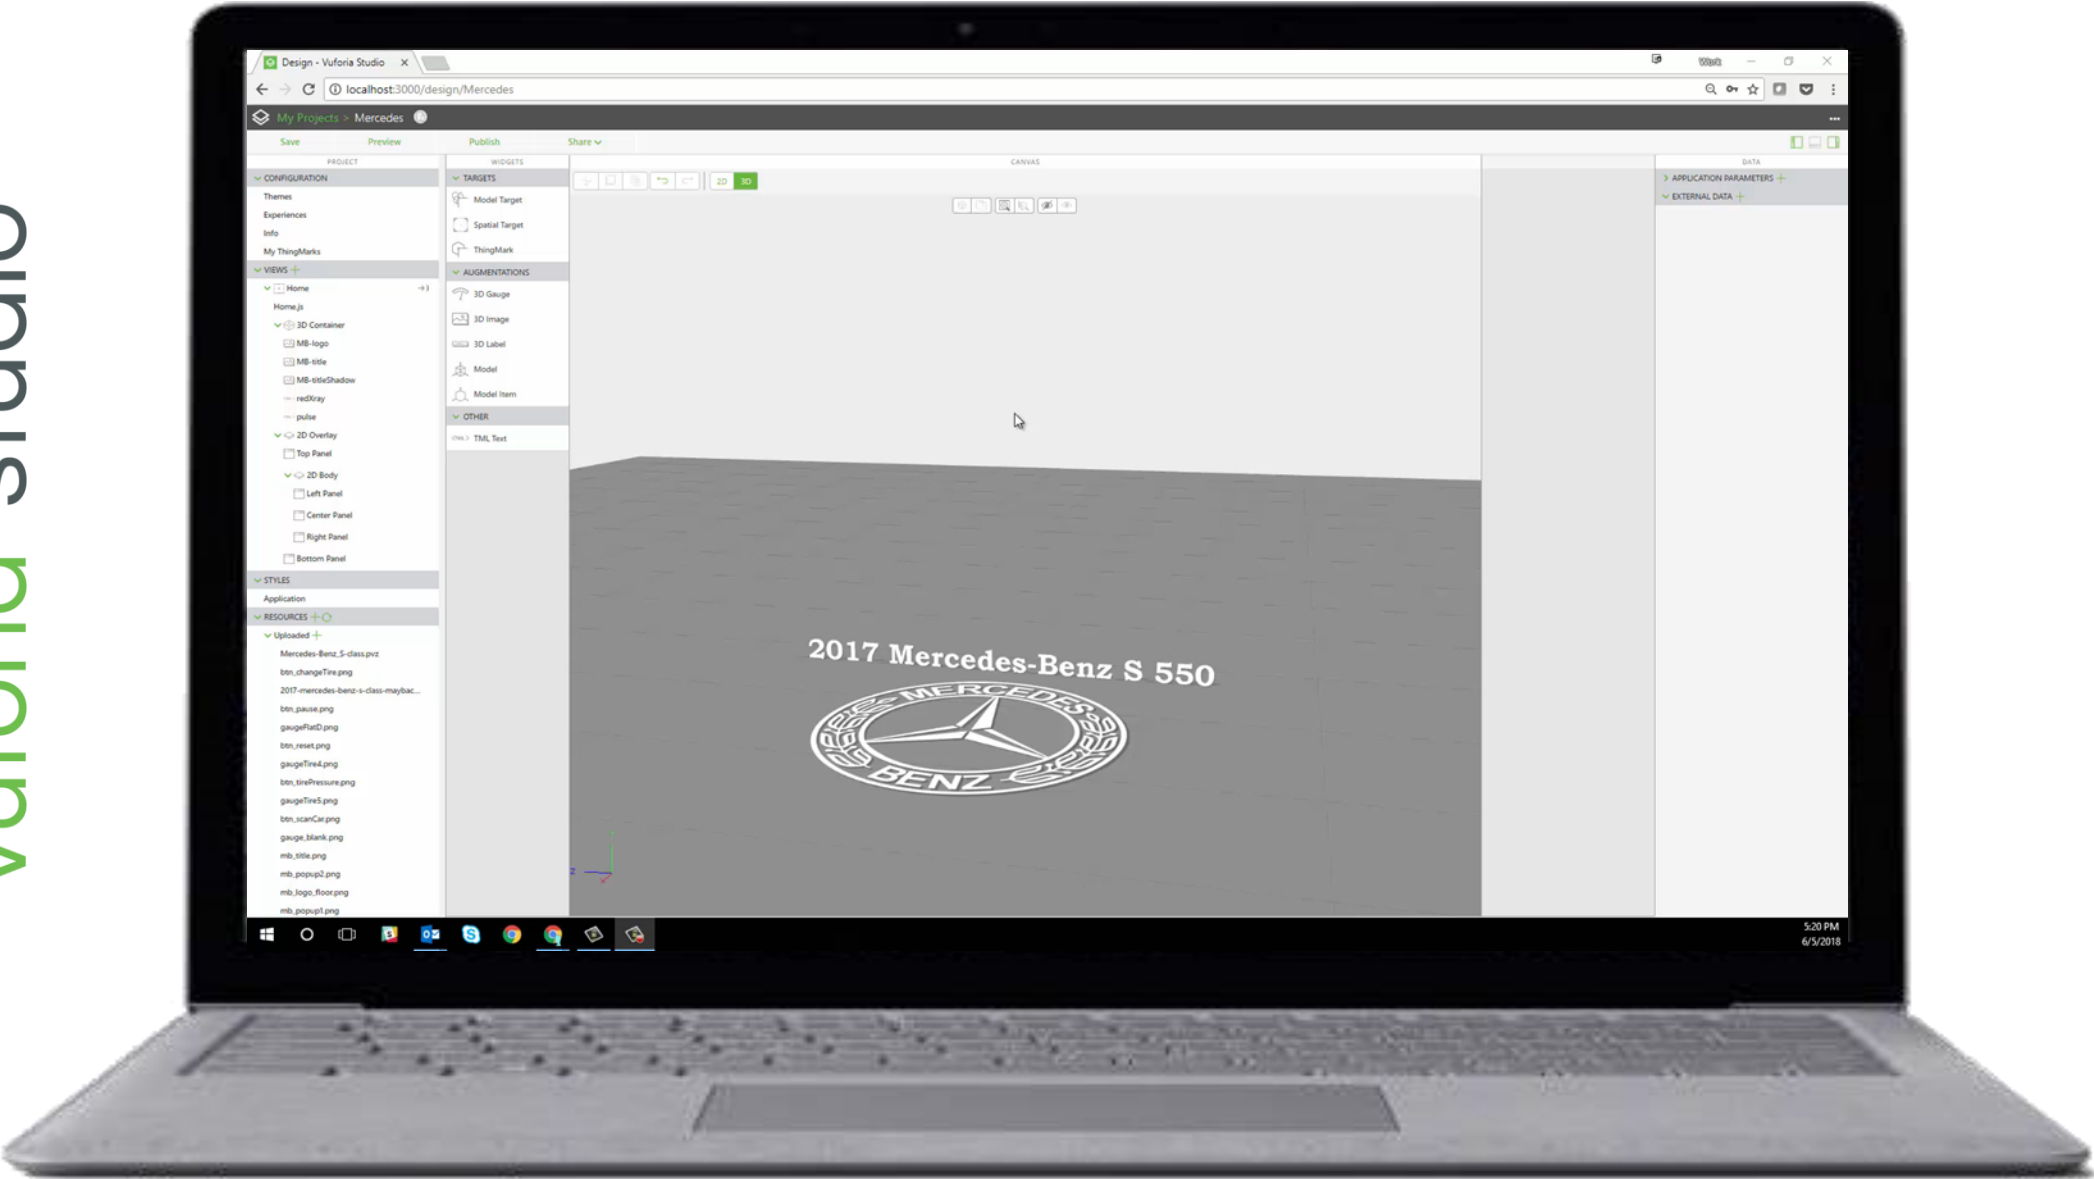 vuforia studio
Design - Vuforia Studio
Work
localhost:3000/design/Mercedes
My Projects > Mercedes
Save Preview Publish Share
PROJECT
CONFIGURATION
Themes
Experiences
Info
My ThingMarks
VIEWS
Home
Home.js
3D Container
MB-logo
MB-title
MB-titleShadow
redXray
pulse
2D Overlay
Top Panel
2D Body
Left Panel
Center Panel
Right Panel
Bottom Panel
STYLES
Application
RESOURCES
Uploaded
Mercedes-Benz_S-class.pvz
btn_changeTire.png
2017-mercedes-benz-s-class-maybac...
btn_pause.png
gaugeFlatD.png
btn_reset.png
gaugeTire4.png
btn_tirePressure.png
gaugeTire5.png
btn_scanCar.png
gauge_blank.png
mb_title.png
mb_popup2.png
mb_logo_floor.png
mb_popup1.png
WIDGETS
TARGETS
Model Target
Spatial Target
ThingMark
AUGMENTATIONS
3D Gauge
3D Image
3D Label
Model
Model Item
OTHER
TML Text
CANVAS
2D 3D
2017 Mercedes-Benz S 550
MERCEDES
BENZ
Z
DATA
APPLICATION PARAMETERS
EXTERNAL DATA
5:20 PM
6/5/2018